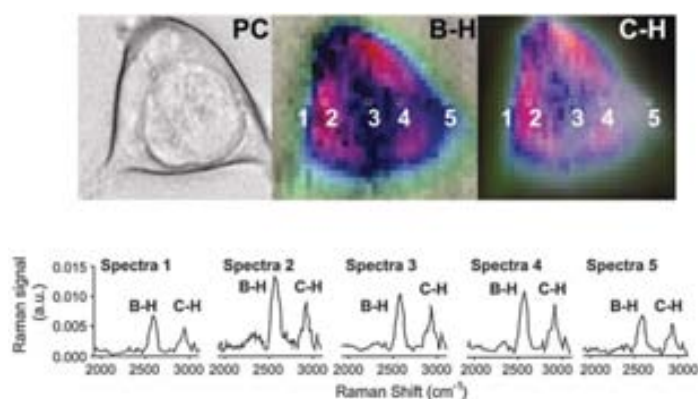 PC B-H C-H
1 2 3 4 5 1 2 3 4 5
Spectra 1 Spectra 2 Spectra 3 Spectra 4 Spectra 5
B-H C-H B-H C-H B-H C-H B-H C-H B-H C-H
Raman signal
(a.u.)
0.015
0.010
0.005
0.000
2000 2500 3000 2000 2500 3000 2000 2500 3000 2000 2500 3000 2000 2500 3000
Raman Shift (cm⁻¹)